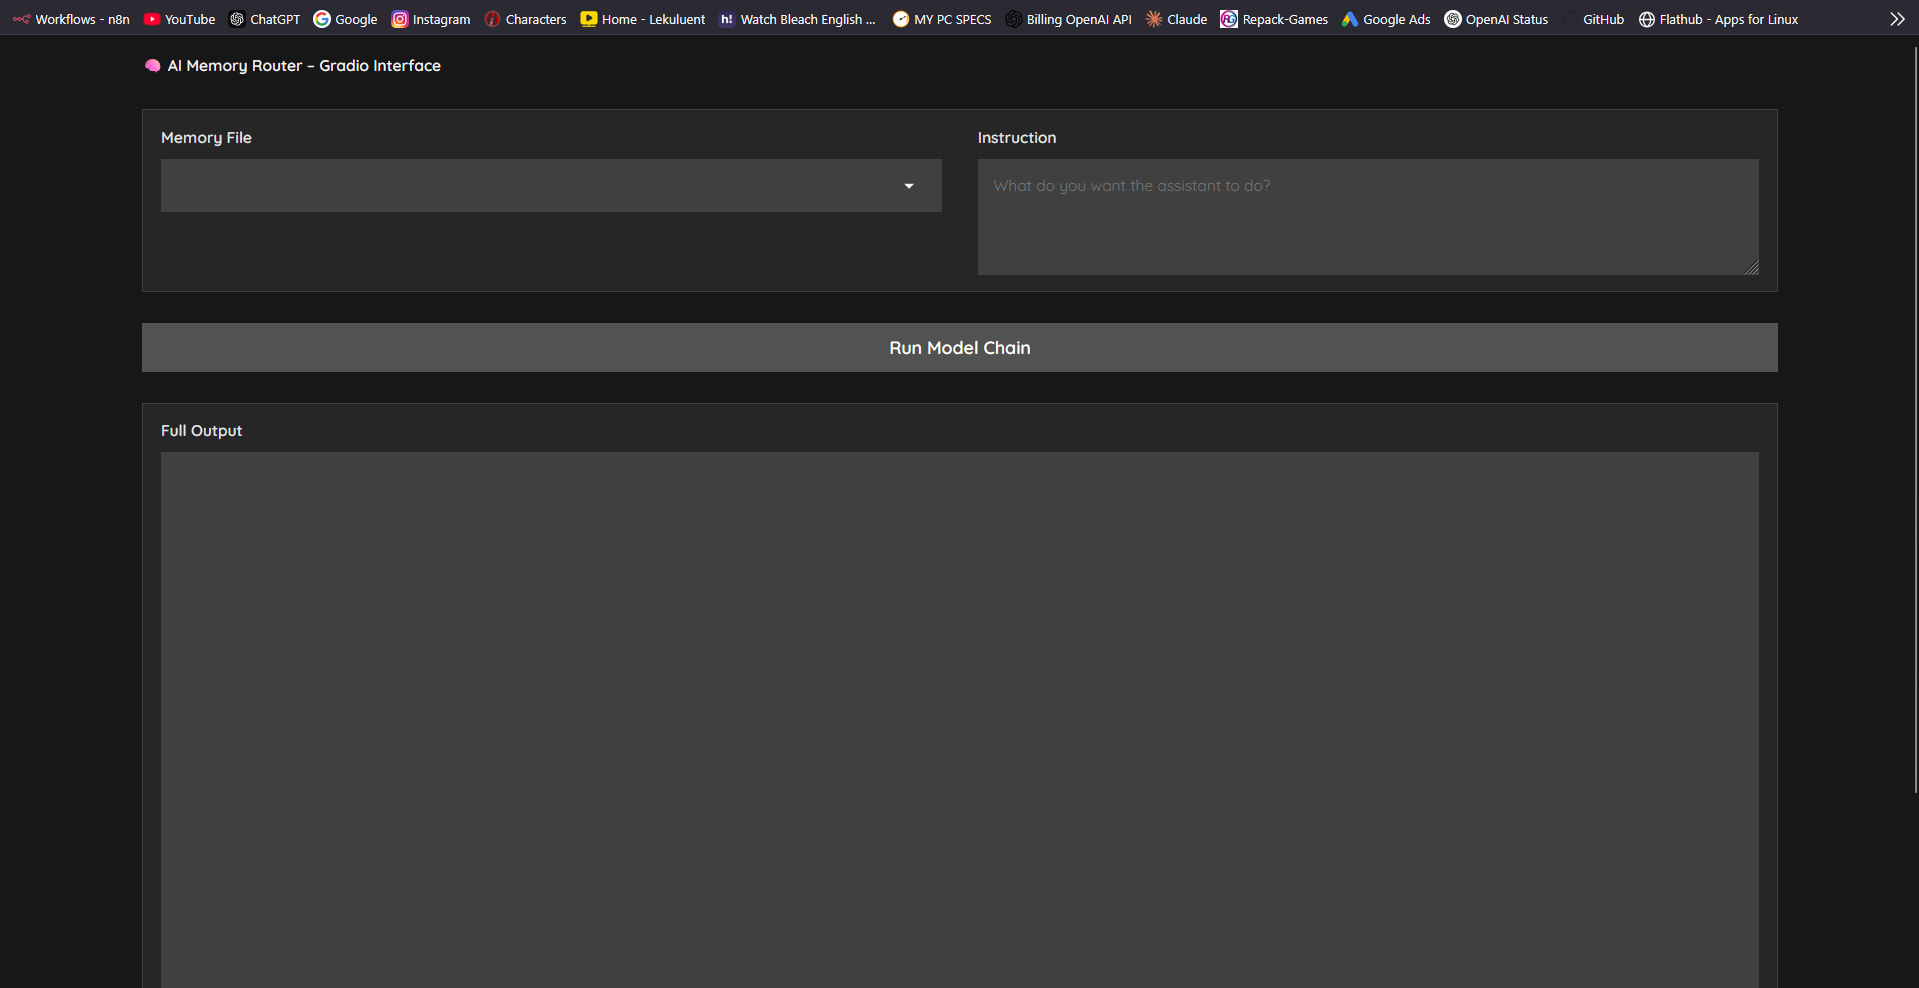 Workflows - n8n YouTube ChatGPT Google Instagram Characters Home - Lekuluent Watch Bleach English ... MY PC SPECS Billing OpenAI API Claude Repack-Games Google Ads OpenAI Status GitHub Flathub - Apps for Linux
AI Memory Router – Gradio Interface
Memory File
Instruction
What do you want the assistant to do?
Run Model Chain
Full Output